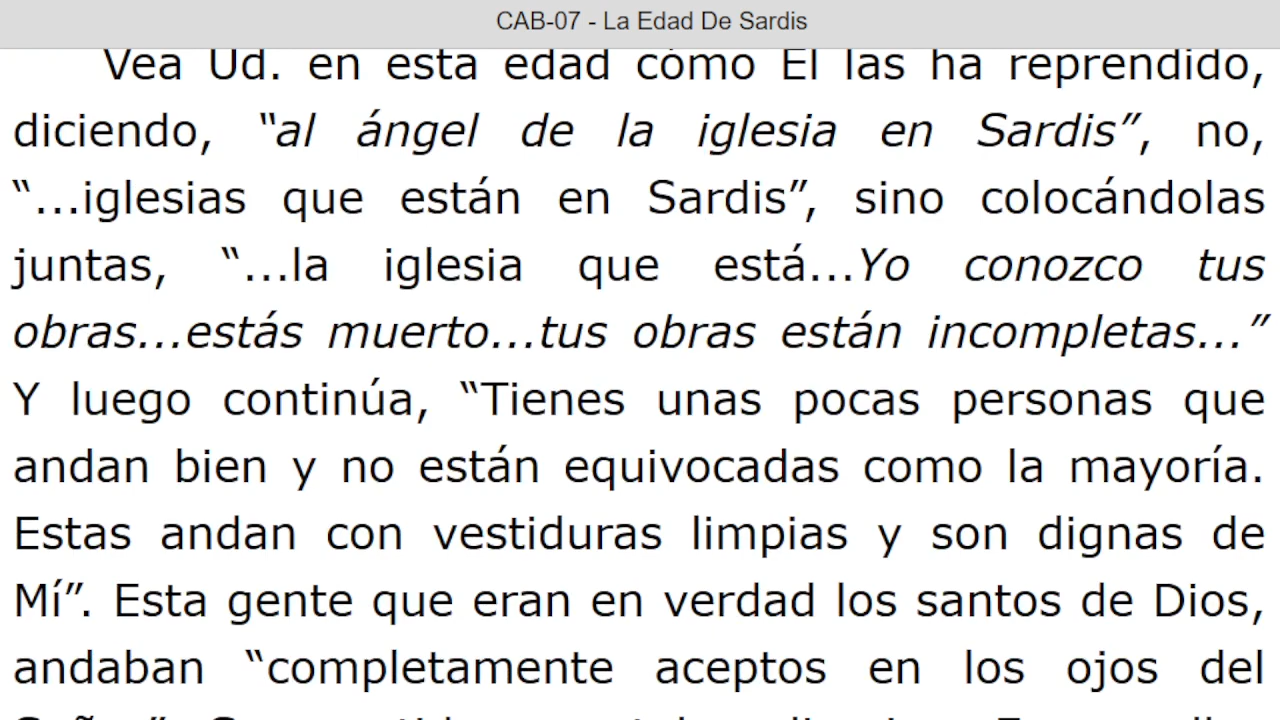 CAB-07 - La Edad De Sardis
Vea Ud. en esta edad cómo El las ha reprendido,
diciendo, “al ángel de la iglesia en Sardis”, no,
“...iglesias que están en Sardis”, sino colocándolas
juntas, “...la iglesia que está...Yo conozco tus
obras...estás muerto...tus obras están incompletas...”
Y luego continúa, “Tienes unas pocas personas que
andan bien y no están equivocadas como la mayoría.
Estas andan con vestiduras limpias y son dignas de
Mí”. Esta gente que eran en verdad los santos de Dios,
andaban “completamente aceptos en los ojos del